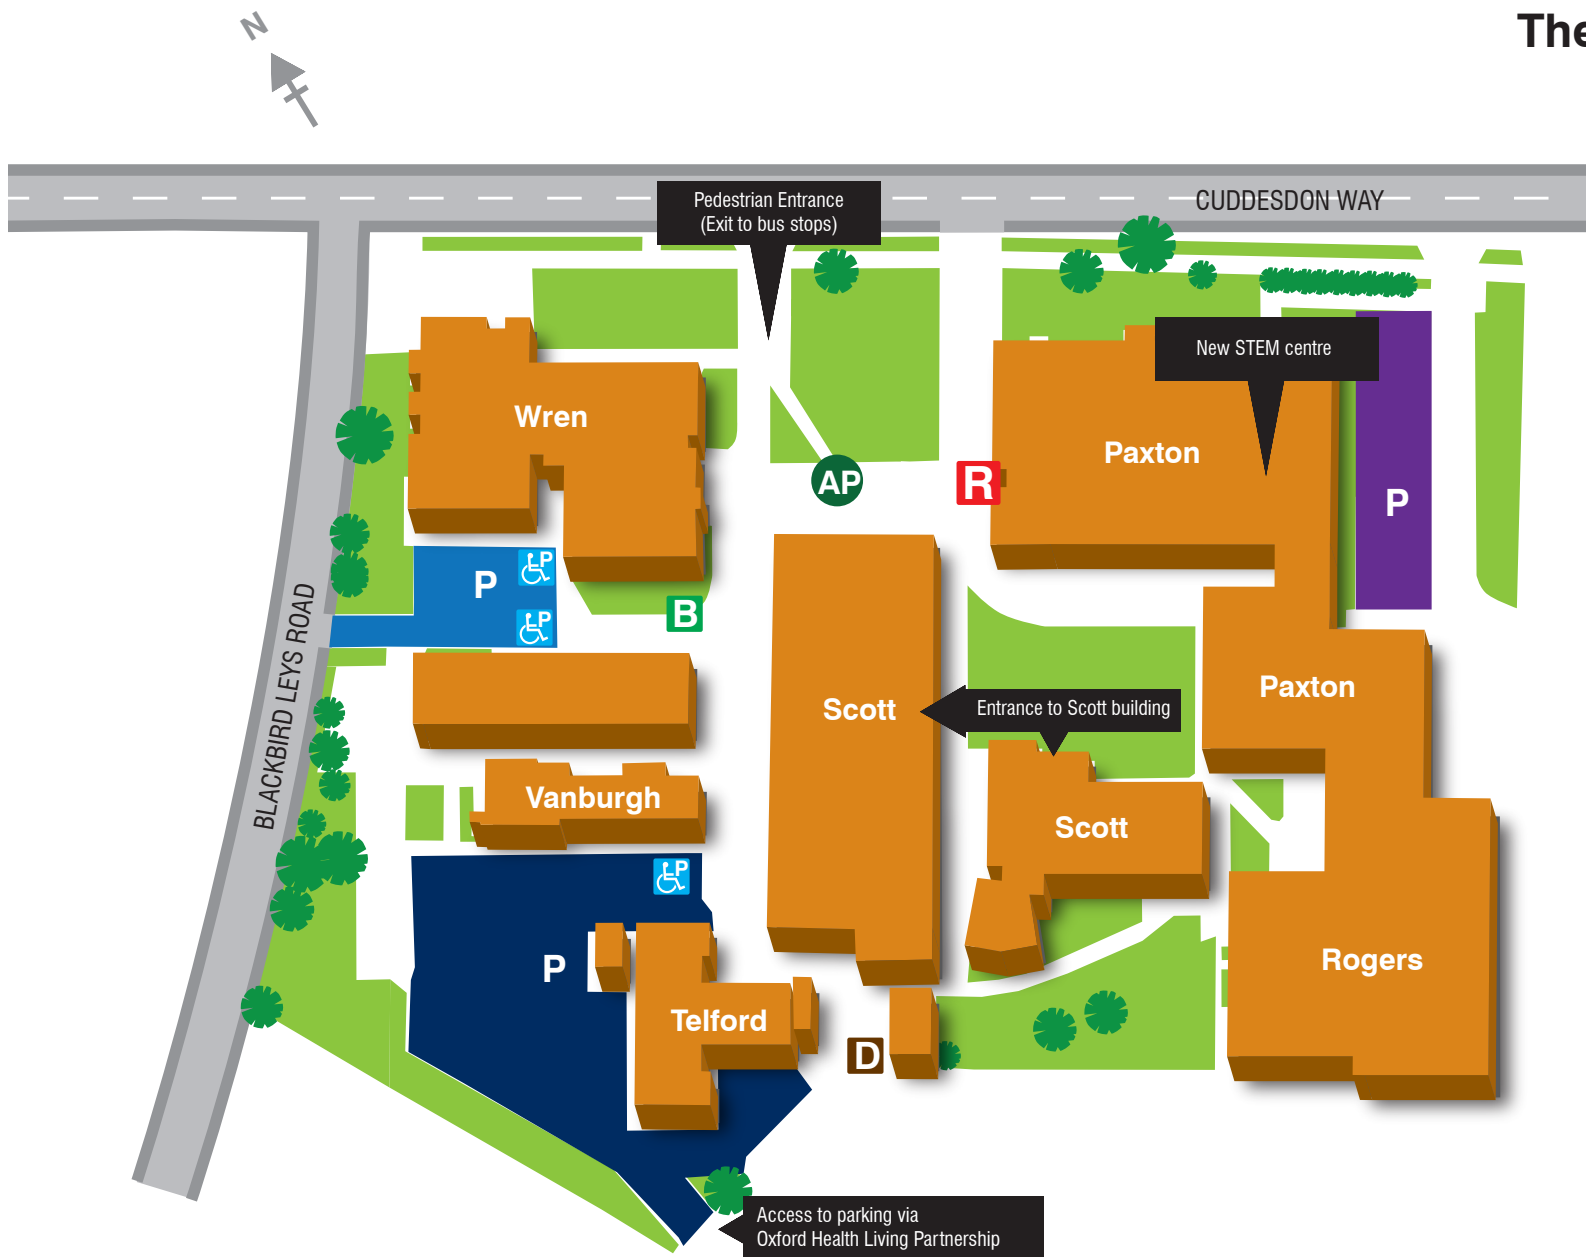 The
N
CUDDESDON WAY
Pedestrian Entrance
(Exit to bus stops)
New STEM centre
Wren
Paxton
AP
R
P
P
P
P
B
BLACKBIRD LEYS ROAD
Paxton
Scott
Entrance to Scott building
Vanburgh
Scott
P
P
Rogers
Telford
D
Access to parking via
Oxford Health Living Partnership